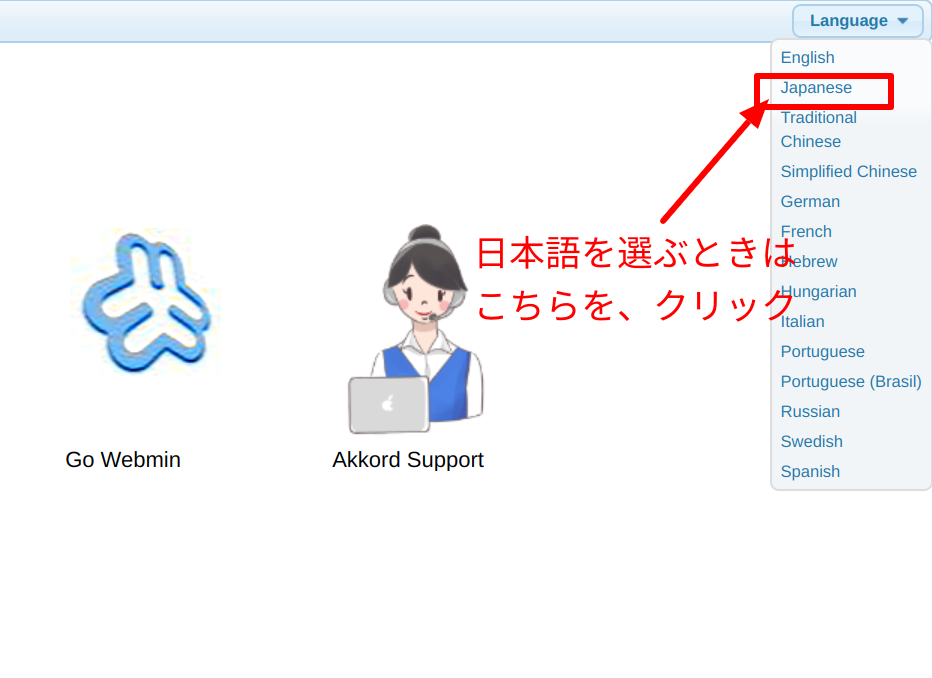 Language
English
Japanese
Traditional
Chinese
Simplified Chinese
German
French
Hebrew
Hungarian
Italian
Portuguese
Portuguese (Brasil)
Russian
Swedish
Spanish
日本語を選ぶときは
こちらを、クリック
Go Webmin
Akkord Support